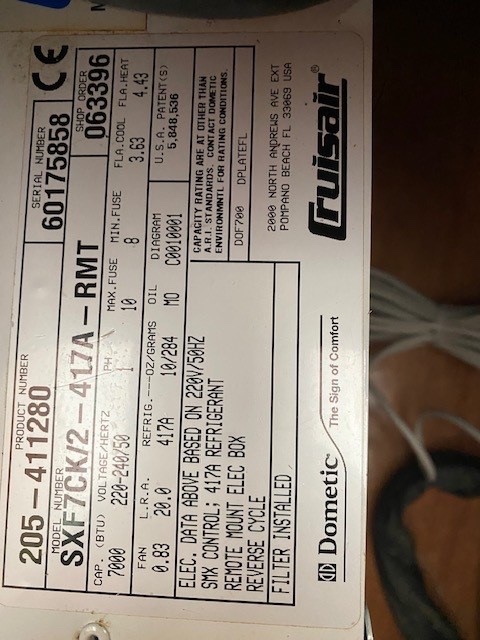 PRODUCT NUMBER SERIAL NUMBER
205-411280 60175858 CE
MODEL NUMBER SHOP ORDER
SXF7CK/2-417A-RMT 063396
CAP. (BTU) VOLTAGE/HERTZ PH MAX.FUSE MIN.FUSE FLA.COOL FLA.HEAT
7000 220-240/50 1 10 8 3.63 4.43
FAN L.R.A. REFRIG.---OZ/GRAMS OIL DIAGRAM U.S.A. PATENT(S)
0.83 20.0 417A 10/284 MO C0010001 5,848,536
ELEC. DATA ABOVE BASED ON 220V/50HZ
SMX CONTROL; 417A REFRIGERANT
REMOTE MOUNT ELEC BOX
REVERSE CYCLE
FILTER INSTALLED
CAPACITY RATING ARE AT OTHER THAN
A.R.I. STANDARDS. CONTACT DOMETIC
ENVIRONMNTL FOR RATING CONDITIONS.
DOF700 DPLATEFL
2000 NORTH ANDREWS AVE EXT
POMPANO BEACH FL 33069 USA
Dometic The Sign of Comfort Cruisair®